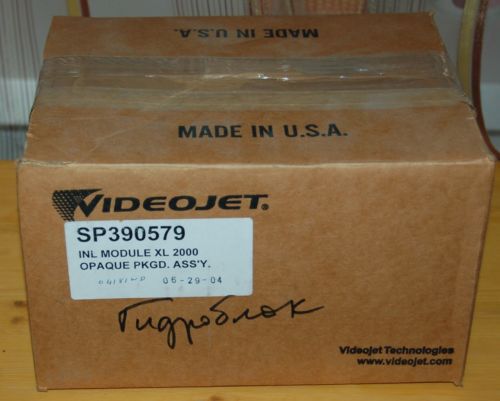 MADE IN U.S.A.
MADE IN U.S.A.
VIDEOJET®
SP390579
INL MODULE XL 2000
OPAQUE PKGD. ASS'Y.
06-29-04
Гидроблок
Videojet Technologies
www.videojet.com